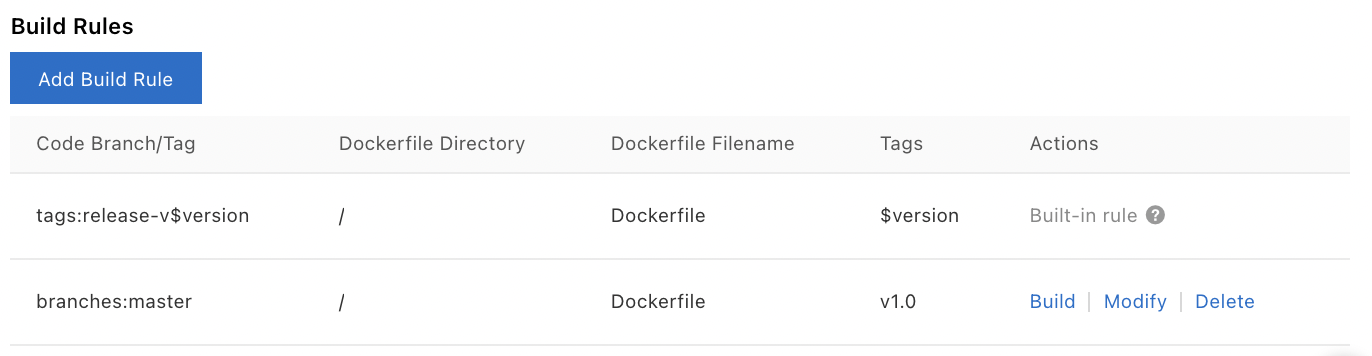 Build Rules
Add Build Rule
Code Branch/Tag Dockerfile Directory Dockerfile Filename Tags Actions
tags:release-v$version / Dockerfile $version Built-in rule ?
branches:master / Dockerfile v1.0 Build Modify Delete